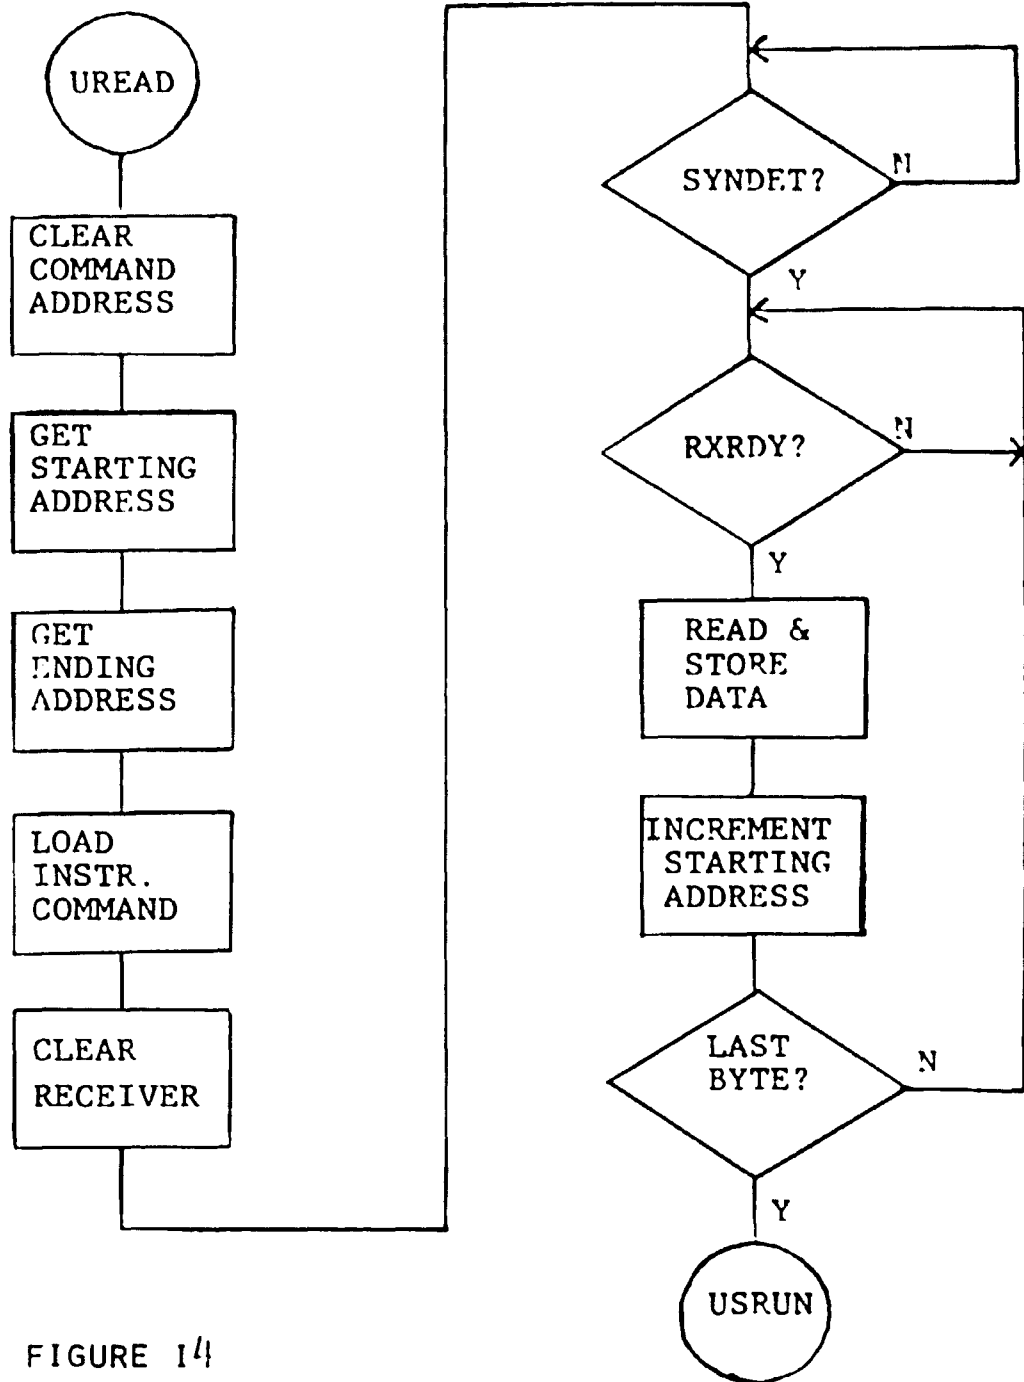 UREAD
CLEAR
COMMAND
ADDRESS
GET
STARTING
ADDRESS
GET
ENDING
ADDRESS
LOAD
INSTR.
COMMAND
CLEAR
RECEIVER
SYNDET?
N
Y
RXRDY?
N
Y
READ &
STORE
DATA
INCREMENT
STARTING
ADDRESS
LAST
BYTE?
N
Y
USRUN
FIGURE I4